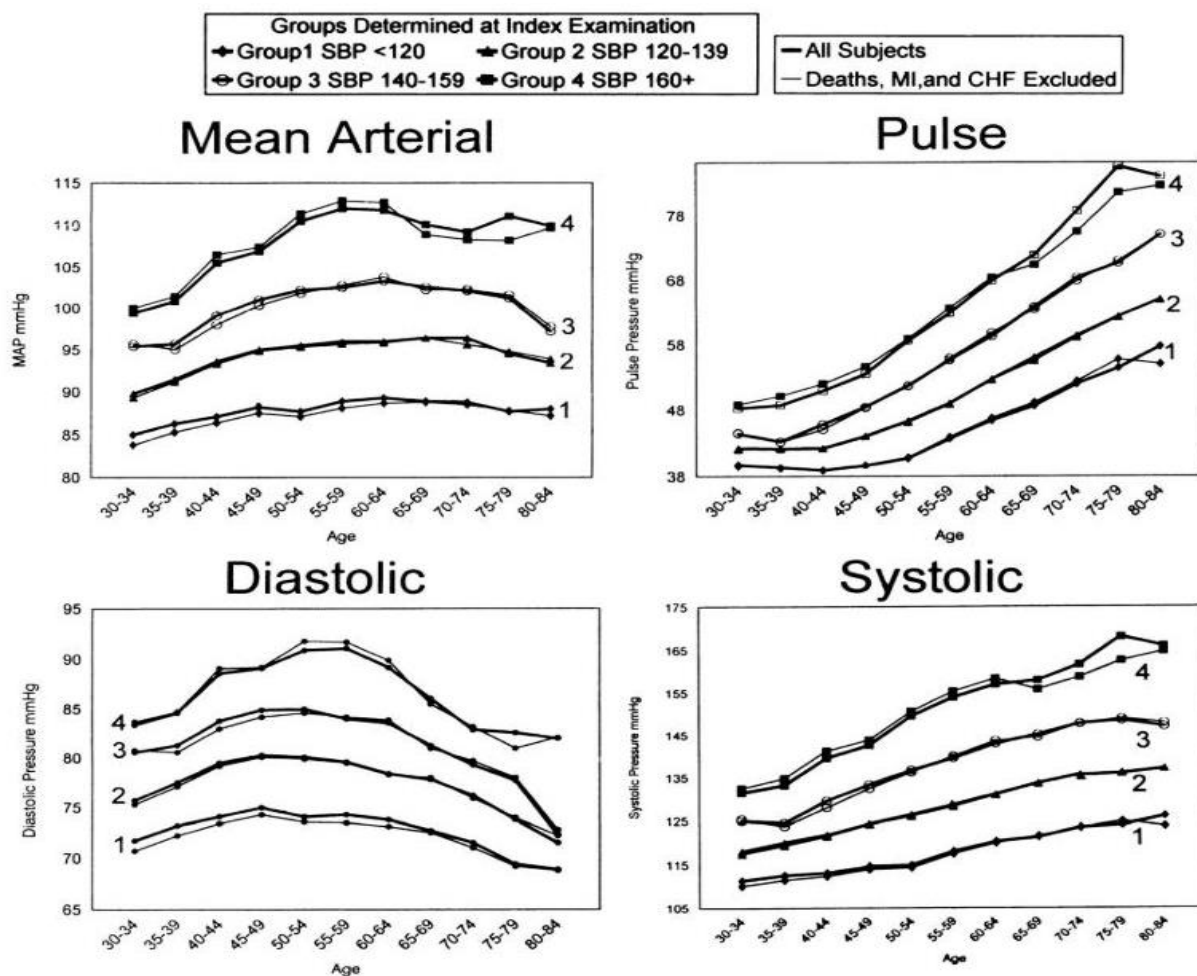 Groups Determined at Index Examination
Group1 SBP <120 Group 2 SBP 120-139
Group 3 SBP 140-159 Group 4 SBP 160+
All Subjects
Deaths, MI,and CHF Excluded
Mean Arterial
MAP mmHg
115
110
105
100
95
90
85
80
4
3
2
1
30-34 35-39 40-44 45-49 50-54 55-59 60-64 65-69 70-74 75-79 80-84
Age
Pulse
Pulse Pressure mmHg
78
68
58
48
38
4
3
2
1
30-34 35-39 40-44 45-49 50-54 55-59 60-64 65-69 70-74 75-79 80-84
Age
Diastolic
Diastolic Pressure mmHg
95
90
85
80
75
70
65
4
3
2
1
30-34 35-39 40-44 45-49 50-54 55-59 60-64 65-69 70-74 75-79 80-84
Age
Systolic
Systolic Pressure mmHg
175
165
155
145
135
125
115
105
4
3
2
1
30-34 35-39 40-44 45-49 50-54 55-59 60-64 65-69 70-74 75-79 80-84
Age